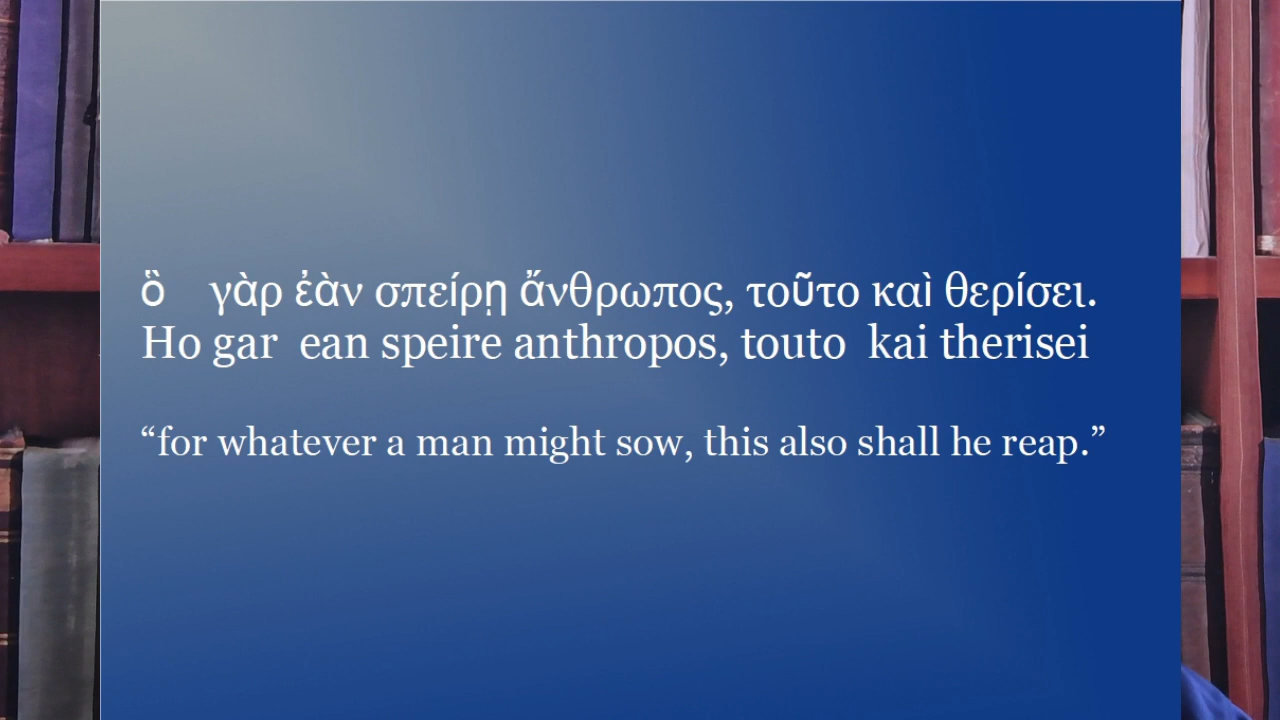 ὃ γὰρ ἐὰν σπείρῃ ἄνθρωπος, τοῦτο καὶ θερίσει.
Ho gar ean speire anthropos, touto kai therisei
“for whatever a man might sow, this also shall he reap.”